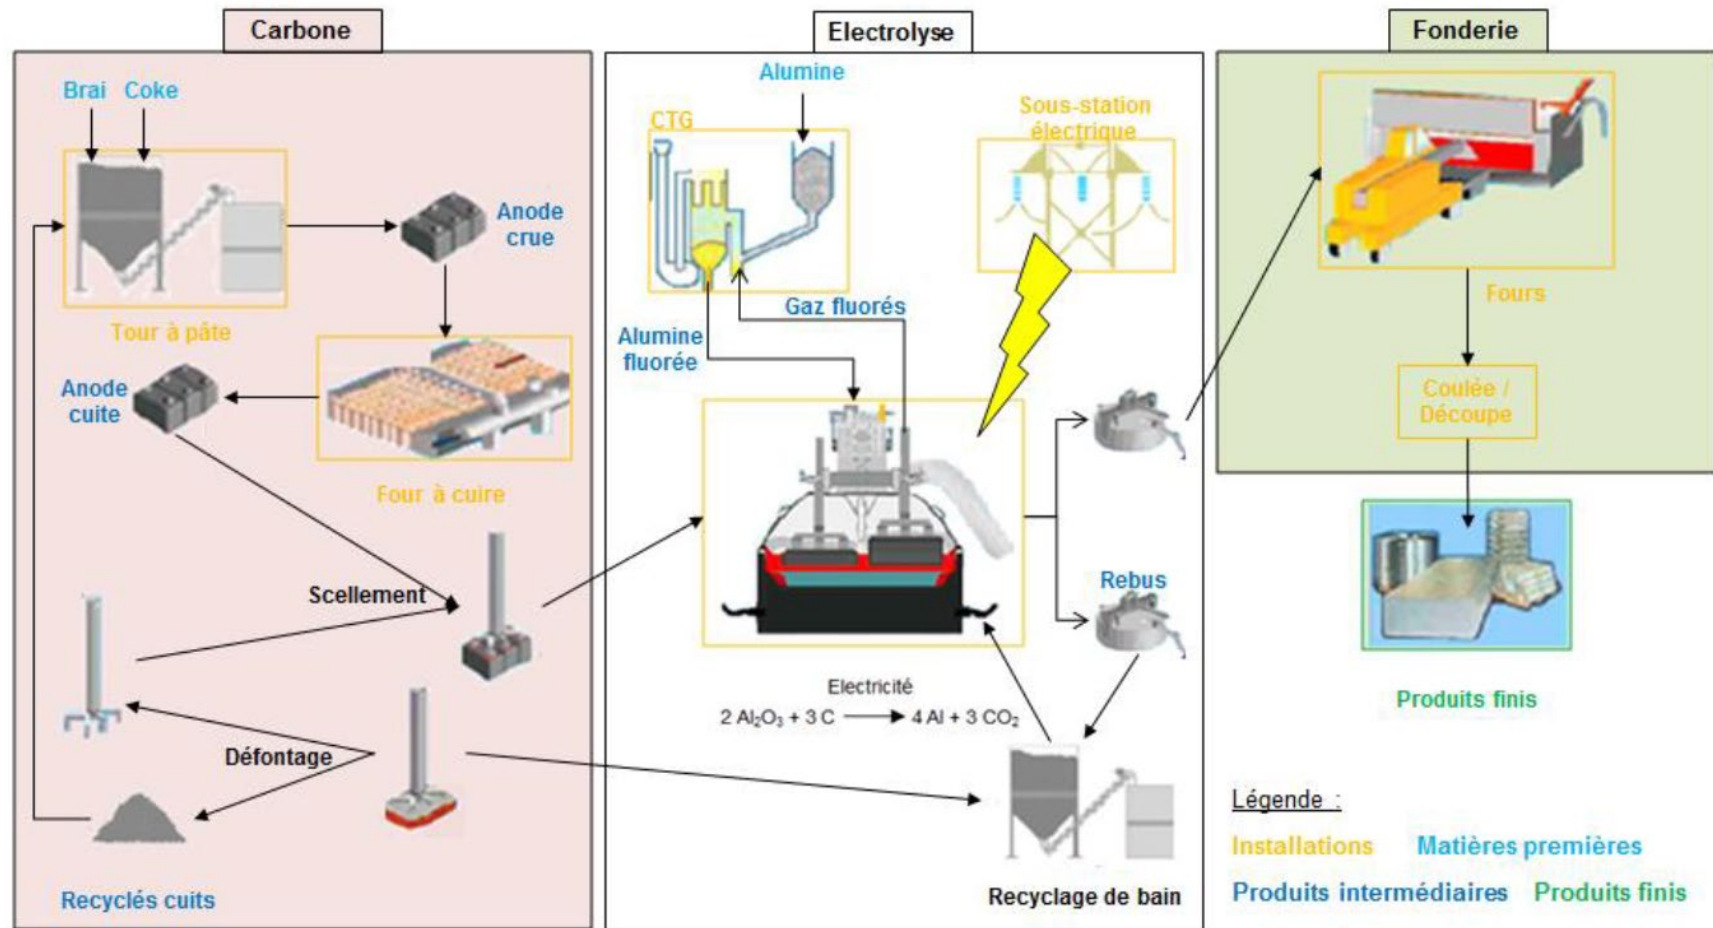 Carbone
Brai Coke
Tour à pâte
Anode
crue
Anode
cuite
Four à cuire
Scellement
Défontage
Recyclés cuits
Electrolyse
Alumine
CTG
Sous-station
électrique
Gaz fluorés
Alumine
fluorée
Rebus
Electricité
2 Al₂O₃ + 3 C 4 Al + 3 CO₂
Recyclage de bain
Fonderie
Fours
Coulée /
Découpe
Produits finis
Légende :
Installations Matières premières
Produits intermédiaires Produits finis